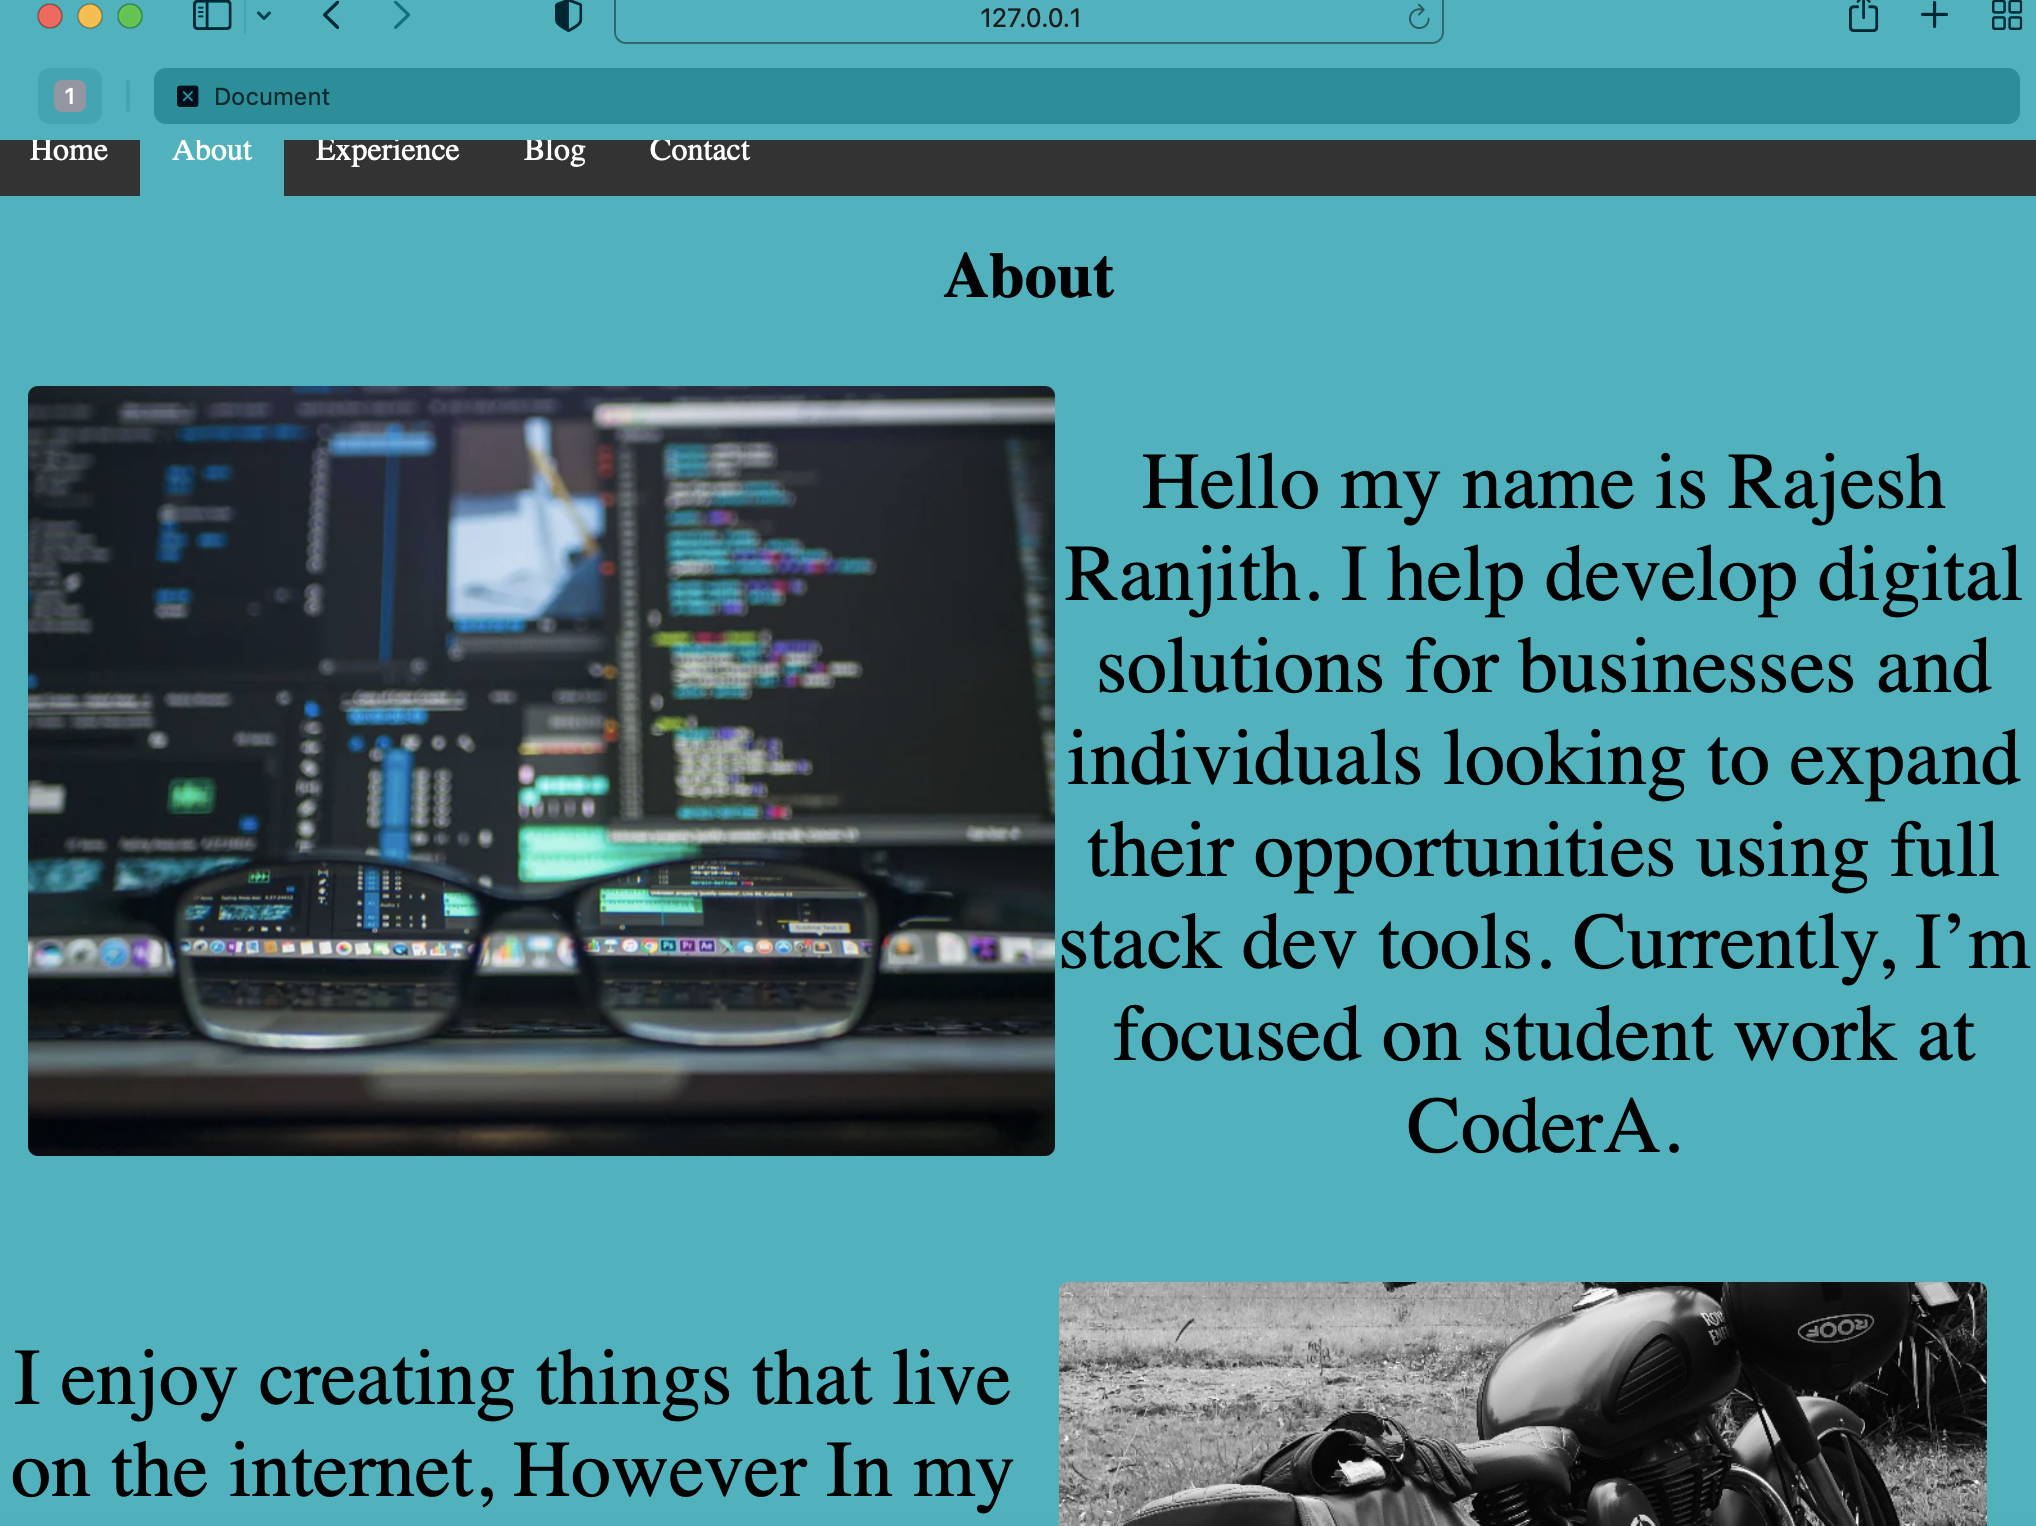 127.0.0.1
1
Document
Home About Experience Blog Contact
About
Hello my name is Rajesh
Ranjith. I help develop digital
solutions for businesses and
individuals looking to expand
their opportunities using full
stack dev tools. Currently, I’m
focused on student work at
CoderA.
I enjoy creating things that live
on the internet, However In my
ROOF